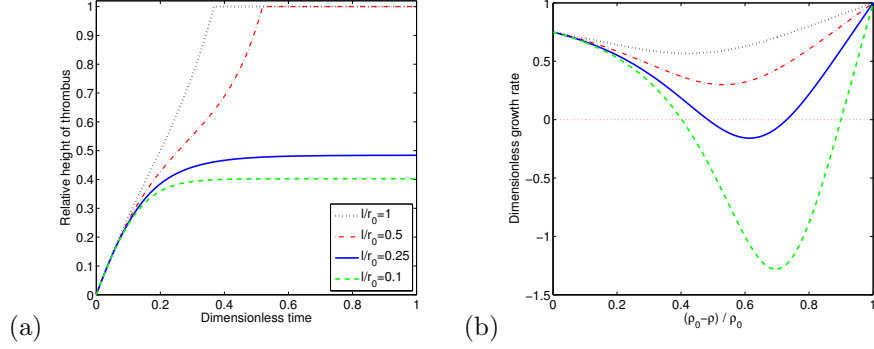 1
0.9
0.8
0.7
0.6
0.5
0.4
0.3
0.2
0.1
0
Relative height of thrombus
0 0.2 0.4 0.6 0.8 1
Dimensionless time
l/r0=1
l/r0=0.5
l/r0=0.25
l/r0=0.1
(a)
1
0.5
0
−0.5
−1
−1.5
Dimensionless growth rate
0 0.2 0.4 0.6 0.8 1
(ρ0−ρ) / ρ0
(b)